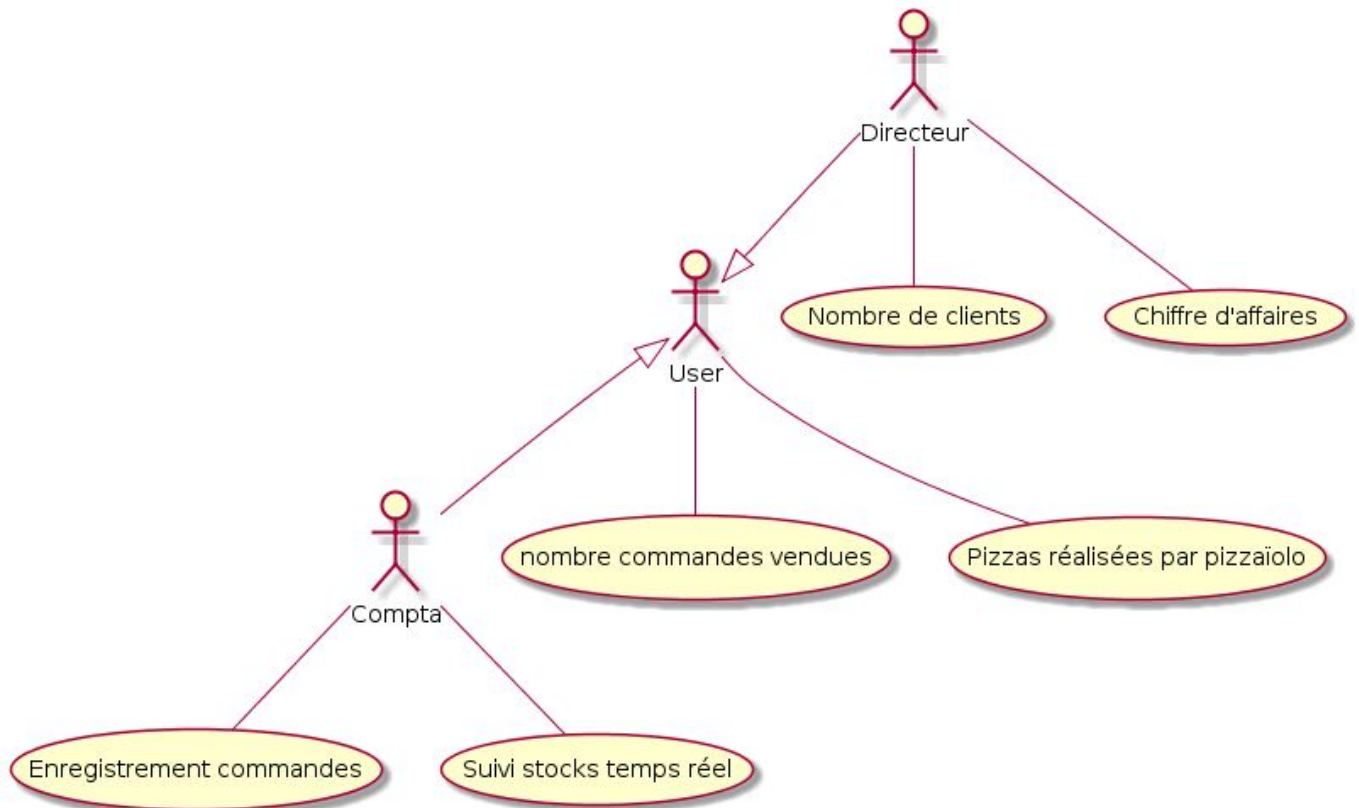 Directeur
Nombre de clients
Chiffre d'affaires
User
nombre commandes vendues
Pizzas réalisées par pizzaïolo
Compta
Enregistrement commandes
Suivi stocks temps réel